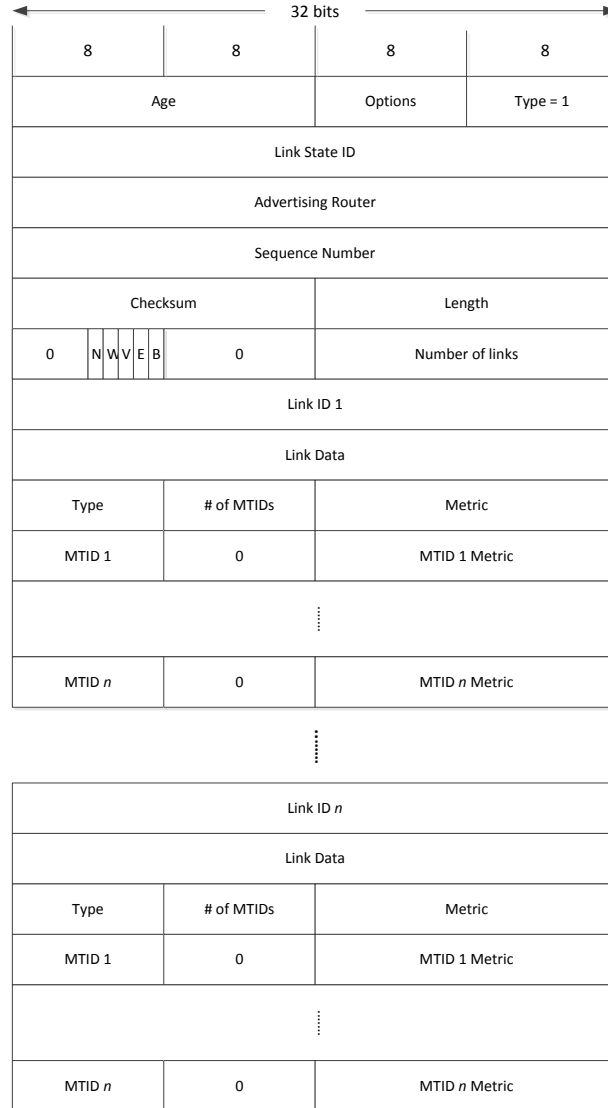 32 bits
8 8 8 8
Age Options Type = 1
Link State ID
Advertising Router
Sequence Number
Checksum Length
0 N W V E B 0 Number of links
Link ID 1
Link Data
Type # of MTIDs Metric
MTID 1 0 MTID 1 Metric
MTID n 0 MTID n Metric
Link ID n
Link Data
Type # of MTIDs Metric
MTID 1 0 MTID 1 Metric
MTID n 0 MTID n Metric